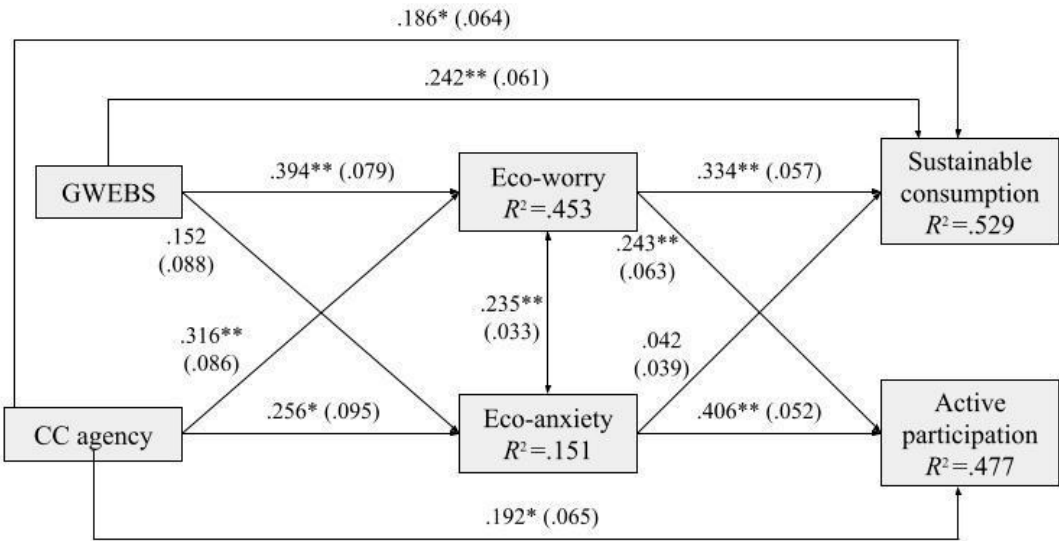 .186* (.064)
.242** (.061)
GWEBS
.394** (.079)
Eco-worry
R²=.453
.334** (.057)
Sustainable
consumption
R²=.529
.152
(.088)
.243**
(.063)
.235**
(.033)
.316**
(.086)
.042
(.039)
CC agency
.256* (.095)
Eco-anxiety
R²=.151
.406** (.052)
Active
participation
R²=.477
.192* (.065)